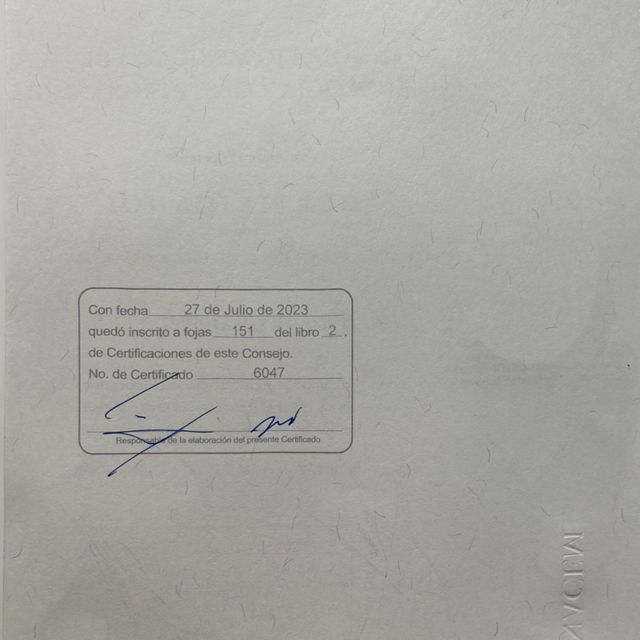 Con fecha 27 de Julio de 2023
quedó inscrito a fojas 151 del libro 2 .
de Certificaciones de este Consejo.
No. de Certificado 6047
Responsable de la elaboración del presente Certificado